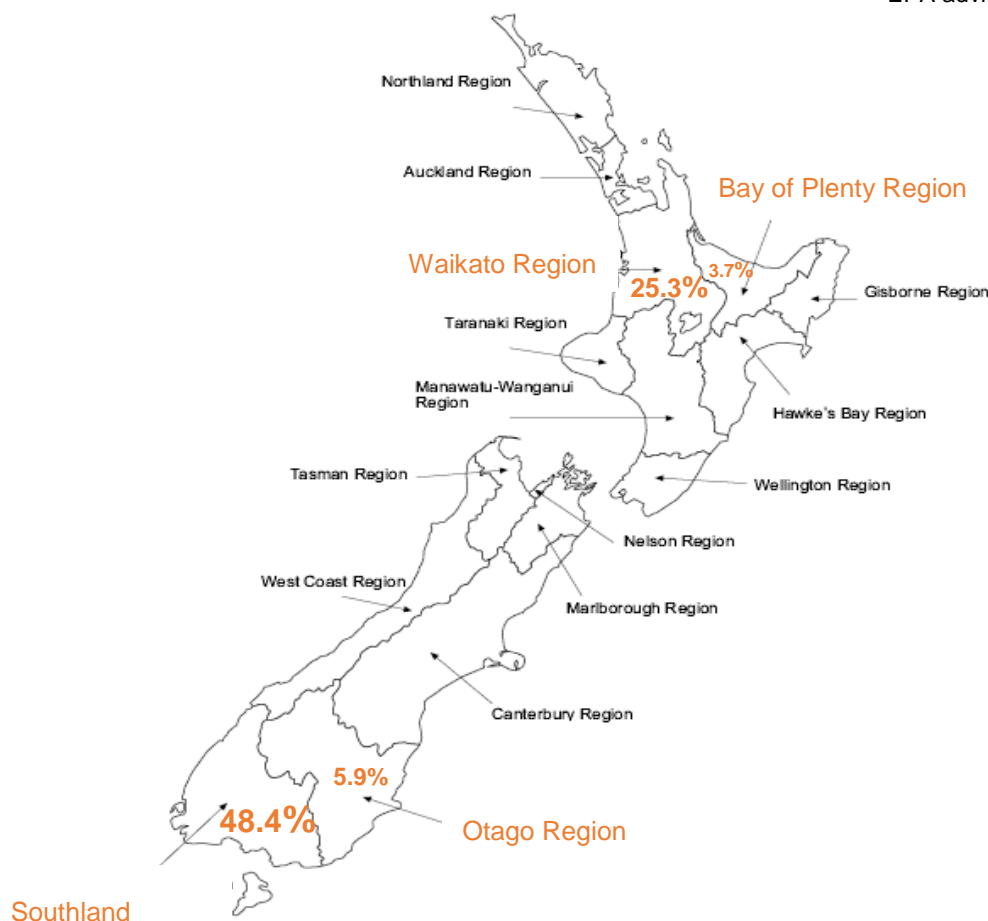 Northland Region
Auckland Region
Bay of Plenty Region
Waikato Region
3.7%
25.3%
Gisborne Region
Taranaki Region
Manawatu-Wanganui
Region
Hawke's Bay Region
Tasman Region
Wellington Region
Nelson Region
West Coast Region
Marlborough Region
Canterbury Region
5.9%
48.4%
Otago Region
Southland